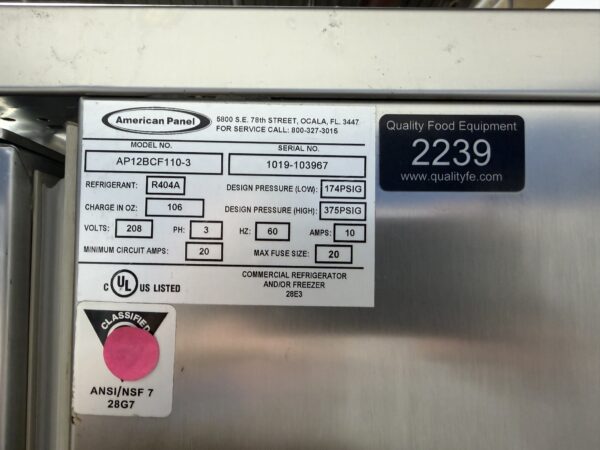 American Panel
5800 S.E. 78th STREET, OCALA, FL. 3447
FOR SERVICE CALL: 800-327-3015
MODEL NO.
AP12BCF110-3
SERIAL NO.
1019-103967
REFRIGERANT: R404A
DESIGN PRESSURE (LOW): 174PSIG
CHARGE IN OZ: 106
DESIGN PRESSURE (HIGH): 375PSIG
VOLTS: 208 PH: 3 HZ: 60 AMPS: 10
MINIMUM CIRCUIT AMPS: 20 MAX FUSE SIZE: 20
C UL US LISTED
COMMERCIAL REFRIGERATOR
AND/OR FREEZER
28E3
Quality Food Equipment
2239
www.qualityfe.com
CLASSIFIED
ANSI/NSF 7
28G7